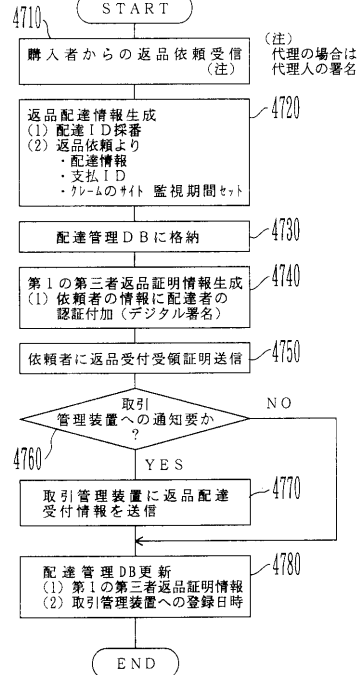 START
4710
購入者からの返品依頼受信
(注)
(注)
代理の場合は
代理人の署名
4720
返品配達情報生成
(1) 配達ID採番
(2) 返品依頼より
・配達情報
・支払ID
・クレームのサイト 監視期間セット
4730
配達管理DBに格納
4740
第1の第三者返品証明情報生成
(1) 依頼者の情報に配達者の
認証付加(デジタル署名)
4750
依頼者に返品受付受領証明送信
取引
管理装置への通知要か
?
NO
4760
YES
4770
取引管理装置に返品配達
受付情報を送信
4780
配達管理DB更新
(1) 第1の第三者返品証明情報
(2) 取引管理装置への登録日時
END